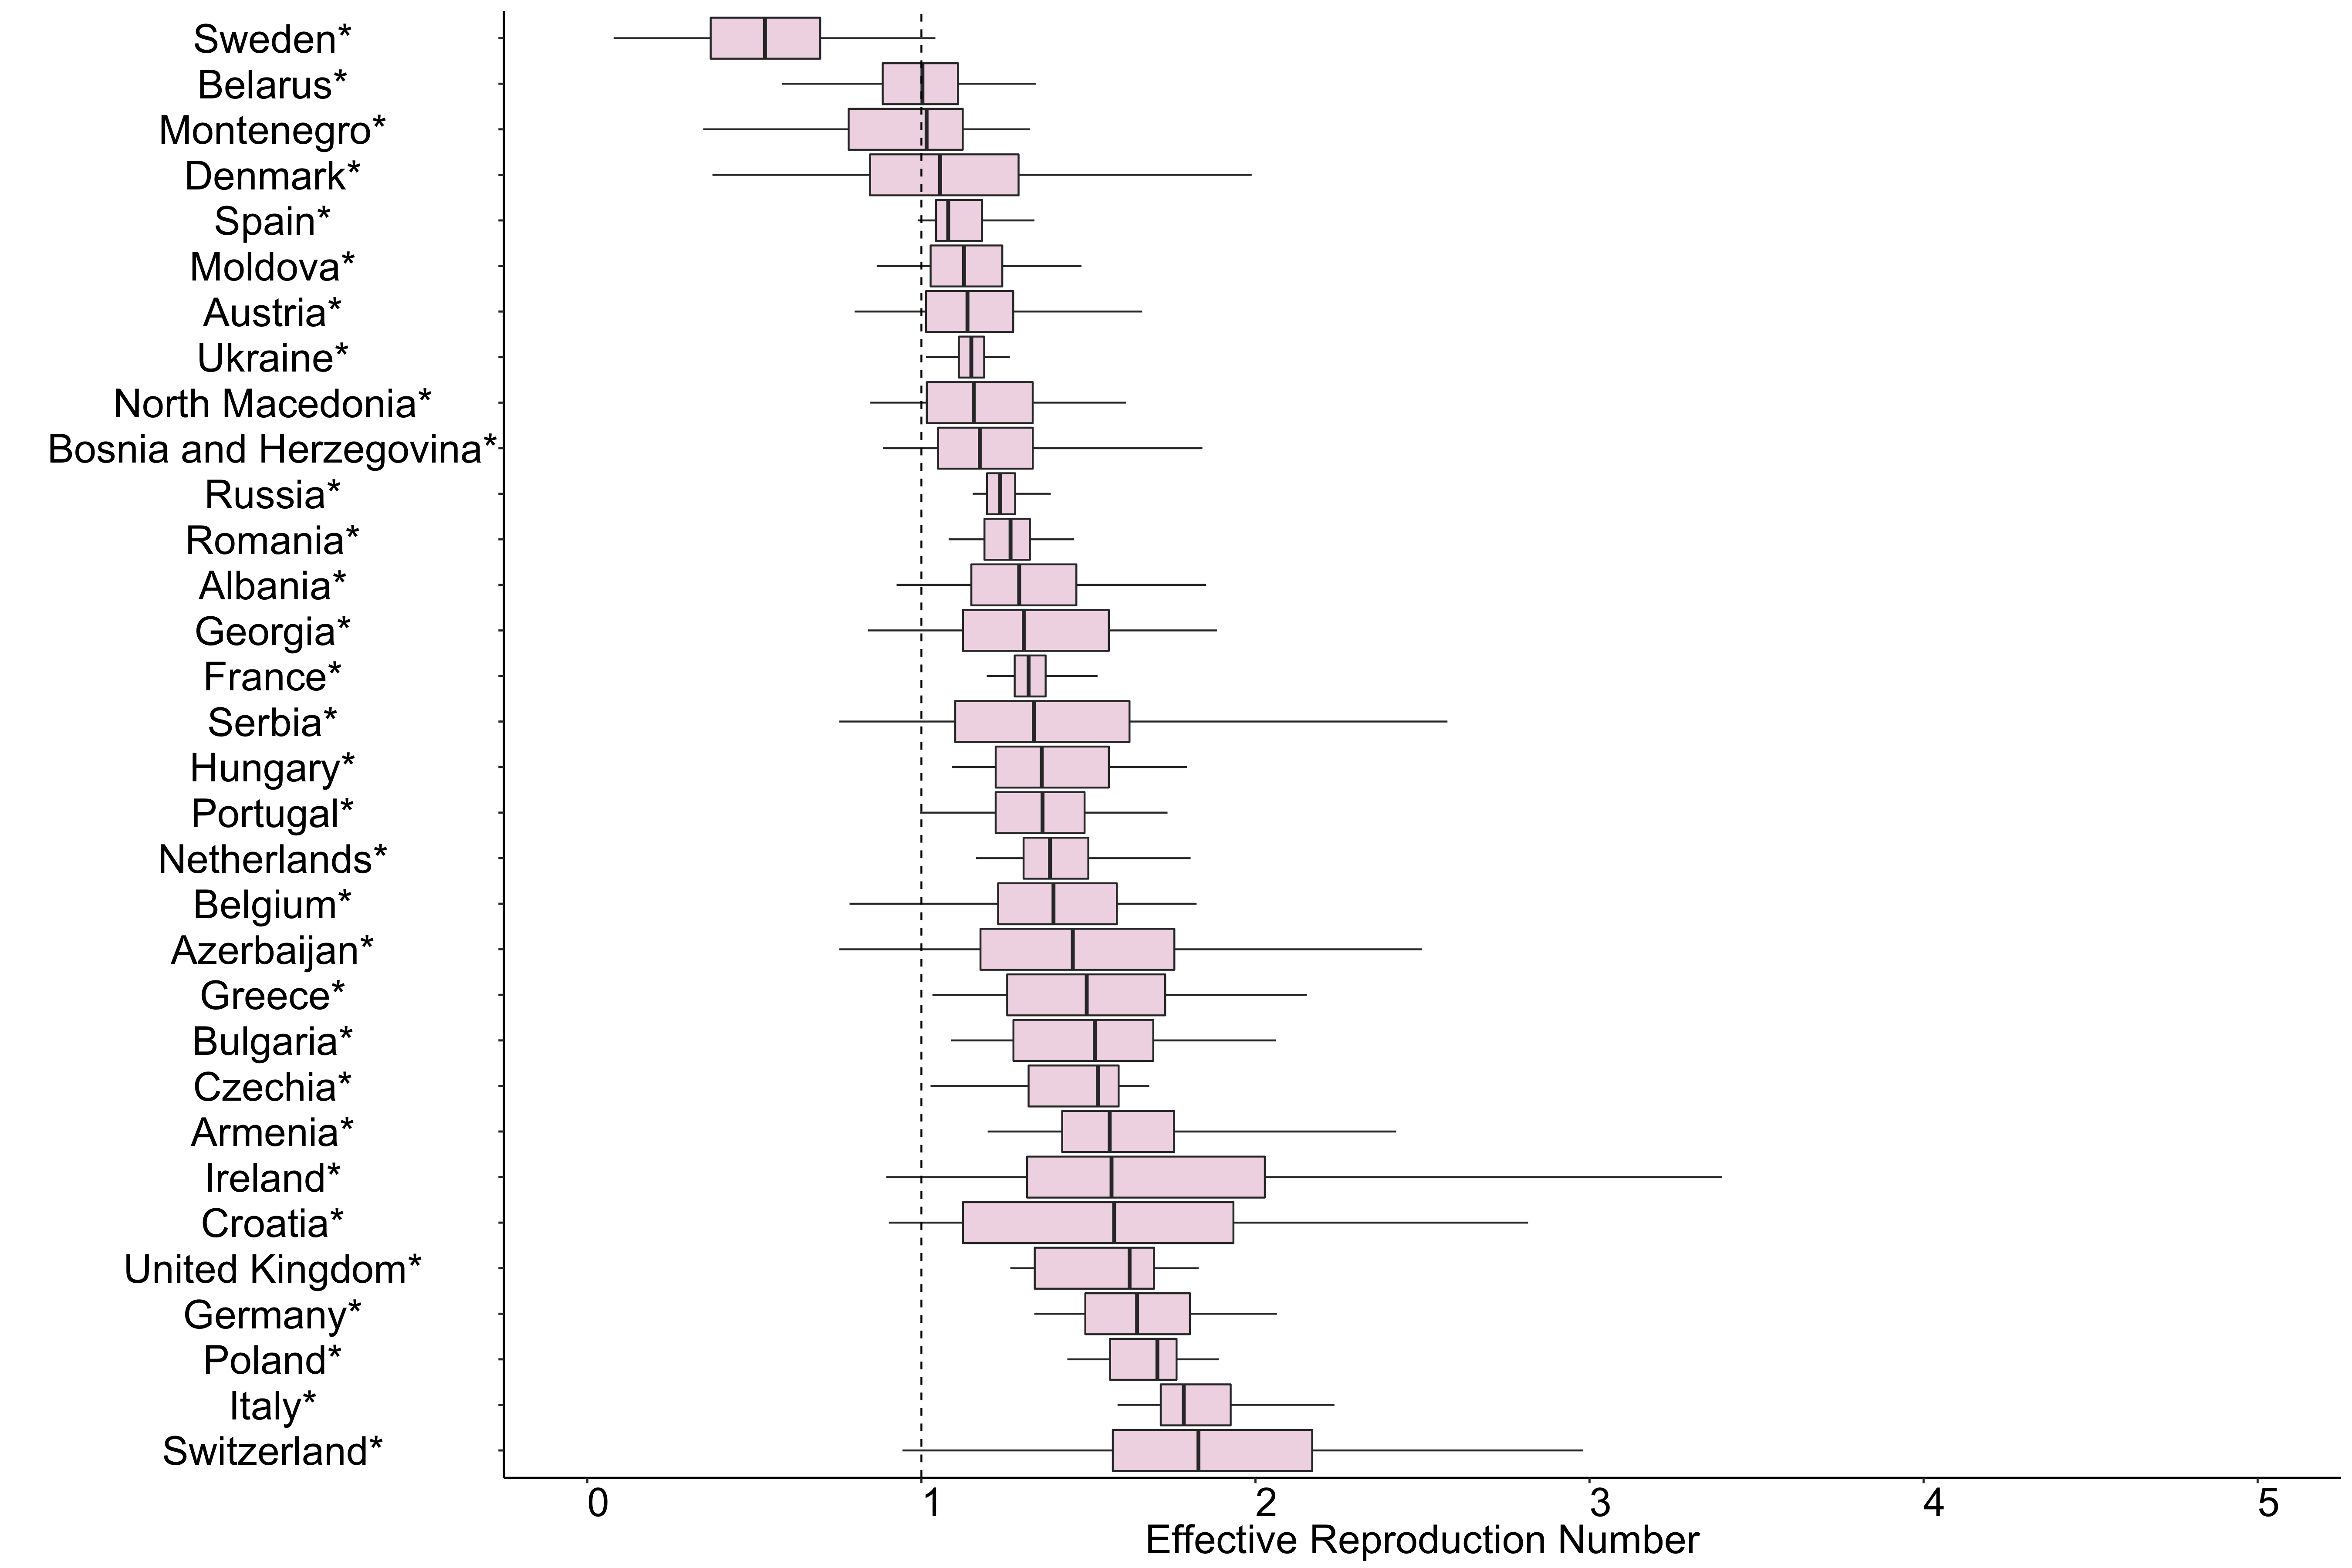 Sweden*
Belarus*
Montenegro*
Denmark*
Spain*
Moldova*
Austria*
Ukraine*
North Macedonia*
Bosnia and Herzegovina*
Russia*
Romania*
Albania*
Georgia*
France*
Serbia*
Hungary*
Portugal*
Netherlands*
Belgium*
Azerbaijan*
Greece*
Bulgaria*
Czechia*
Armenia*
Ireland*
Croatia*
United Kingdom*
Germany*
Poland*
Italy*
Switzerland*
0 1 2 3 4 5
Effective Reproduction Number